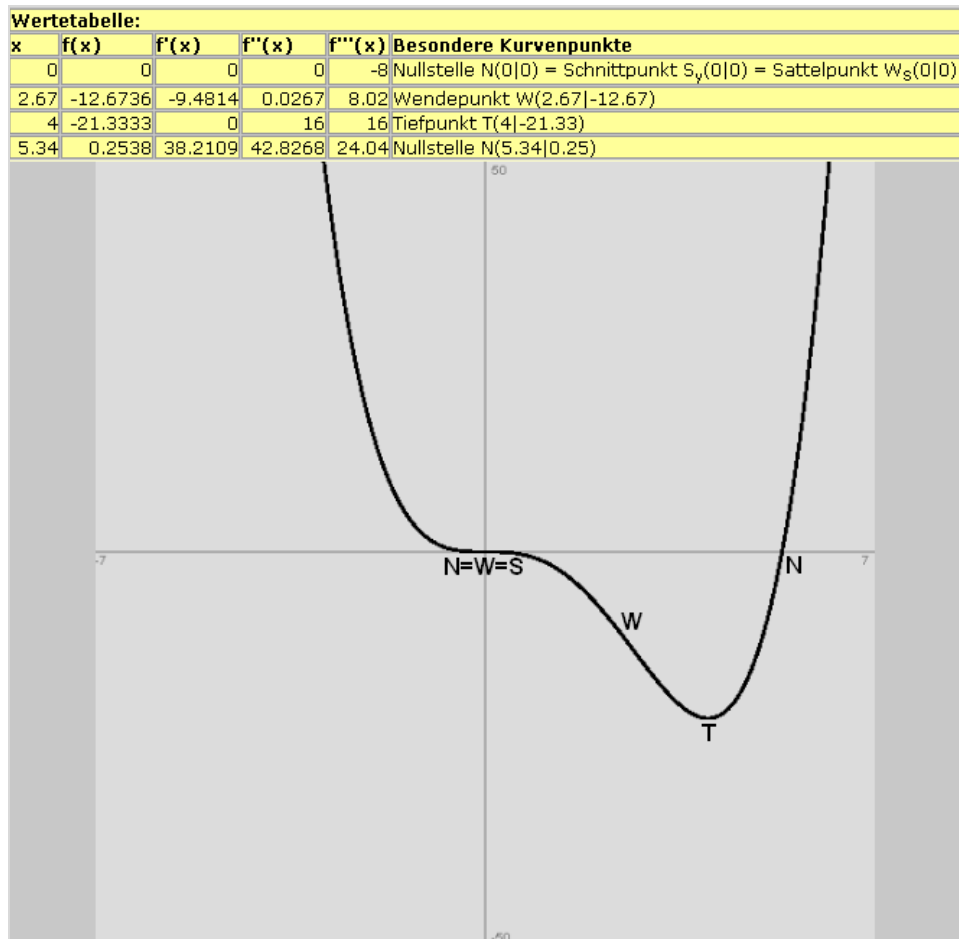 Wertetabelle:
x f(x) f'(x) f''(x) f'''(x) Besondere Kurvenpunkte
0 0 0 0 -8 Nullstelle N(0|0) = Schnittpunkt Sy(0|0) = Sattelpunkt WS(0|0)
2.67 -12.6736 -9.4814 0.0267 8.02 Wendepunkt W(2.67|-12.67)
4 -21.3333 0 16 16 Tiefpunkt T(4|-21.33)
5.34 0.2538 38.2109 42.8268 24.04 Nullstelle N(5.34|0.25)
50
-7 7
N=W=S N
W
T
-50